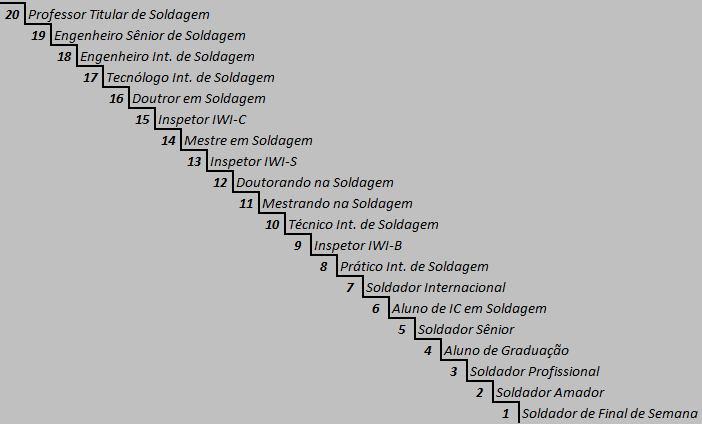 20 Professor Titular de Soldagem
19 Engenheiro Sênior de Soldagem
18 Engenheiro Int. de Soldagem
17 Tecnólogo Int. de Soldagem
16 Doutror em Soldagem
15 Inspetor IWI-C
14 Mestre em Soldagem
13 Inspetor IWI-S
12 Doutorando na Soldagem
11 Mestrando na Soldagem
10 Técnico Int. de Soldagem
9 Inspetor IWI-B
8 Prático Int. de Soldagem
7 Soldador Internacional
6 Aluno de IC em Soldagem
5 Soldador Sênior
4 Aluno de Graduação
3 Soldador Profissional
2 Soldador Amador
1 Soldador de Final de Semana